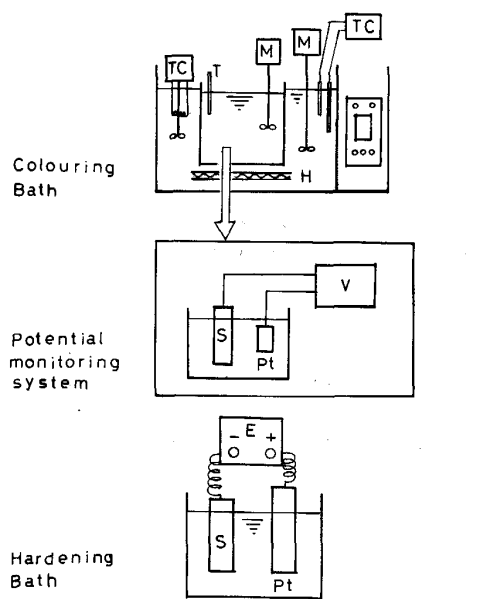 TC
M
TC
T
M
H
Colouring
Bath
V
S
Pt
Potential
monitoring
system
- E +
S
Pt
Hardening
Bath